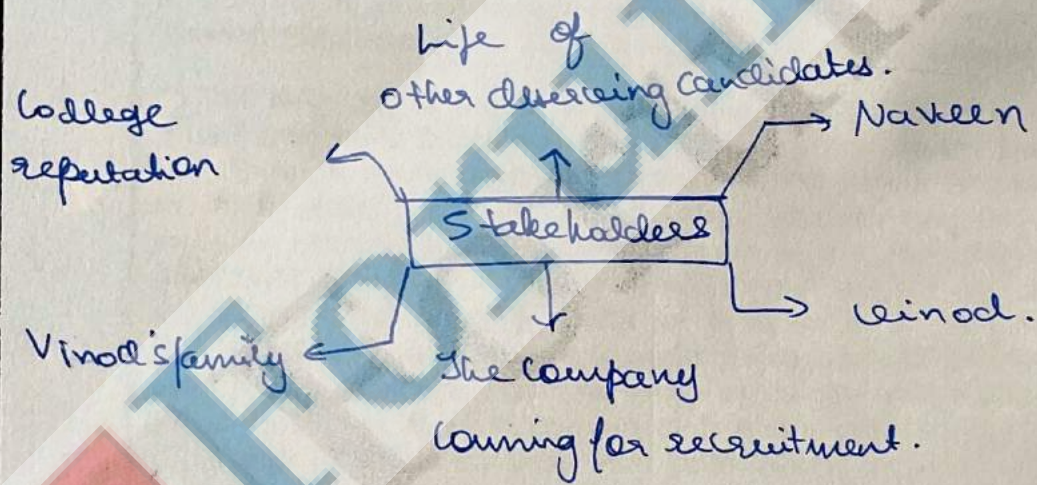 Life of
other deserving candidates.
College
reputation
Naveen
Stakeholders
Vinod's family
The Company
coming for recruitment.
Vinod.